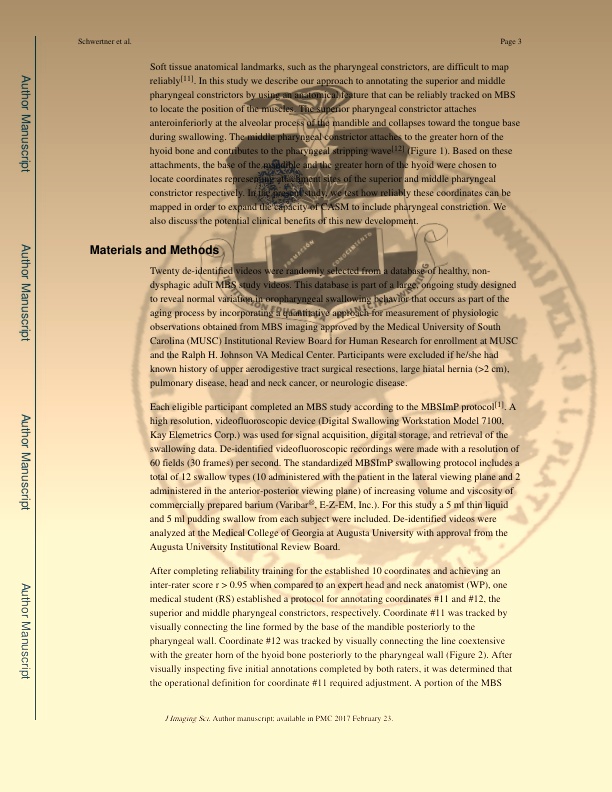 Schwertner et al.
Page 3
Soft tissue anatomical landmarks, such as the pharyngeal constrictors, are difficult to map
reliably[11]. In this study we describe our approach to annotating the superior and middle
pharyngeal constrictors by using an anatomical feature that can be reliably tracked on MBS
to locate the position of the muscles. The superior pharyngeal constrictor attaches
anteroinferiorly at the alveolar process of the mandible and collapses toward the tongue base
during swallowing. The middle pharyngeal constrictor attaches to the greater horn of the
hyoid bone and contributes to the pharyngeal stripping wave[12] (Figure 1). Based on these
attachments, the base of the mandible and the greater horn of the hyoid were chosen to
locate coordinates representing attachment sites of the superior and middle pharyngeal
constrictor respectively. In the present study, we test how reliably these coordinates can be
mapped in order to expand the capacity of CASM to include pharyngeal constriction. We
also discuss the potential clinical benefits of this new development.
Materials and Methods
Twenty de-identified videos were randomly selected from a database of healthy, non-
dysphagic adult MBS study videos. This database is part of a large, ongoing study designed
to reveal normal variation in oropharyngeal swallowing behavior that occurs as part of the
aging process by incorporating a quantitative approach for measurement of physiologic
observations obtained from MBS imaging approved by the Medical University of South
Carolina (MUSC) Institutional Review Board for Human Research for enrollment at MUSC
and the Ralph H. Johnson VA Medical Center. Participants were excluded if he/she had
known history of upper aerodigestive tract surgical resections, large hiatal hernia (>2 cm),
pulmonary disease, head and neck cancer, or neurologic disease.
Each eligible participant completed an MBS study according to the MBSImP protocol[1]. A
high resolution, videofluoroscopic device (Digital Swallowing Workstation Model 7100,
Kay Elemetrics Corp.) was used for signal acquisition, digital storage, and retrieval of the
swallowing data. De-identified videofluoroscopic recordings were made with a resolution of
60 fields (30 frames) per second. The standardized MBSImP swallowing protocol includes a
total of 12 swallow types (10 administered with the patient in the lateral viewing plane and 2
administered in the anterior-posterior viewing plane) of increasing volume and viscosity of
commercially prepared barium (Varibar®, E-Z-EM, Inc.). For this study a 5 ml thin liquid
and 5 ml pudding swallow from each subject were included. De-identified videos were
analyzed at the Medical College of Georgia at Augusta University with approval from the
Augusta University Institutional Review Board.
After completing reliability training for the established 10 coordinates and achieving an
inter-rater score r > 0.95 when compared to an expert head and neck anatomist (WP), one
medical student (RS) established a protocol for annotating coordinates #11 and #12, the
superior and middle pharyngeal constrictors, respectively. Coordinate #11 was tracked by
visually connecting the line formed by the base of the mandible posteriorly to the
pharyngeal wall. Coordinate #12 was tracked by visually connecting the line coextensive
with the greater horn of the hyoid bone posteriorly to the pharyngeal wall (Figure 2). After
visually inspecting five initial annotations completed by both raters, it was determined that
the operational definition for coordinate #11 required adjustment. A portion of the MBS
J Imaging Sci. Author manuscript; available in PMC 2017 February 23.
Author Manuscript
Author Manuscript
Author Manuscript
Author Manuscript